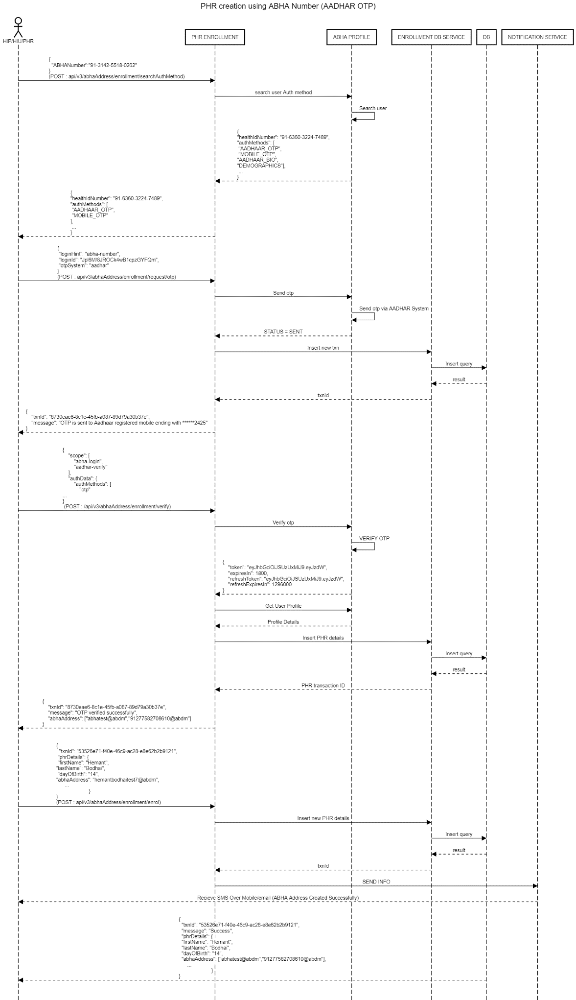 PHR creation using ABHA Number (AADHAR OTP)
HIP/HIU/PHR
PHR ENROLLMENT
ABHA PROFILE
ENROLLMENT DB SERVICE
DB
NOTIFICATION SERVICE
{
"ABHANumber":"91-3142-5518-0262"
}
(POST : api/v3/abhaAddress/enrollment/searchAuthMethod)
search user Auth method
Search user
{
"healthIdNumber": "91-6360-3224-7489",
"authMethods": [
"AADHAAR_OTP",
"MOBILE_OTP",
"AADHAAR_BIO",
"DEMOGRAPHICS"],
...
}
{
"healthIdNumber": "91-6360-3224-7489",
"authMethods": [
"AADHAAR_OTP",
"MOBILE_OTP"
],
...
}
{
"loginHint": "abha-number",
"loginId": "Jpl6M/8JROCk4wB1cpzGYFQm",
"otpSystem": "aadhar"
}
(POST : api/v3/abhaAddress/enrollment/request/otp)
Send otp
Send otp via AADHAR System
STATUS = SENT
Insert new txn
Insert query
result
txnId
{
"txnId": "8730eae6-8c1e-45fb-a087-89d79a30b37e",
"message": "OTP is sent to Aadhaar registered mobile ending with ******2425"
}
{
"scope": [
"abha-login",
"aadhar-verify"
],
"authData": {
"authMethods": [
"otp"
...
}
(POST : /api/v3/abhaAddress/enrollment/verify)
Verify otp
VERIFY OTP
{
"token": "eyJhbGciOiJSUzUxMiJ9.eyJzdW",
"expiresIn": 1800,
"refreshToken": "eyJhbGciOiJSUzUxMiJ9.eyJzdW",
"refreshExpiresIn": 1296000
}
Get User Profile
Profile Details
Insert PHR details
Insert query
result
PHR transaction ID
{
"txnId": "8730eae6-8c1e-45fb-a087-89d79a30b37e",
"message": "OTP verified successfully",
"abhaAddress": ["abhatest@abdm","91277582708610@abdm"]
}
{
"txnId": "53526e71-f40e-46c9-ac28-e8e62b2b9121",
"phrDetails": {
"firstName": "Hemant",
"lastName": "Bodhai",
"dayOfBirth": "14",
"abhaAddress": "hemantbodhaitest7@abdm",
...
}
}
(POST : api/v3/abhaAddress/enrollment/enrol)
Insert new PHR details
Insert query
result
txnId
SEND INFO
Recieve SMS Over Mobile/email (ABHA Address Created Successfully)
{
"txnId": "53526e71-f40e-46c9-ac28-e8e62b2b9121",
"message": "Success",
"phrDetails": {
"firstName": "Hemant",
"lastName": "Bodhai",
"dayOfBirth": "14",
"abhaAddress": ["abhatest@abdm","91277582708610@abdm"],
...
}
}